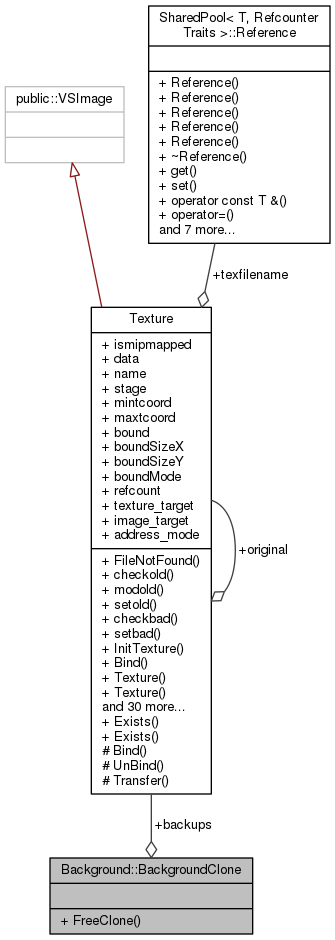 SharedPool< T, Refcounter
Traits >::Reference
+ Reference()
+ Reference()
+ Reference()
+ Reference()
+ Reference()
+ ~Reference()
+ get()
+ set()
+ operator const T &()
+ operator=()
and 7 more...
public::VSImage
+texfilename
Texture
+ ismipmapped
+ data
+ name
+ stage
+ mintcoord
+ maxtcoord
+ bound
+ boundSizeX
+ boundSizeY
+ boundMode
+ refcount
+ texture_target
+ image_target
+ address_mode
+ FileNotFound()
+ checkold()
+ modold()
+ setold()
+ checkbad()
+ setbad()
+ InitTexture()
+ Bind()
+ Texture()
+ Texture()
and 30 more...
+ Exists()
+ Exists()
# Bind()
# UnBind()
# Transfer()
+original
+backups
Background::BackgroundClone
+ FreeClone()